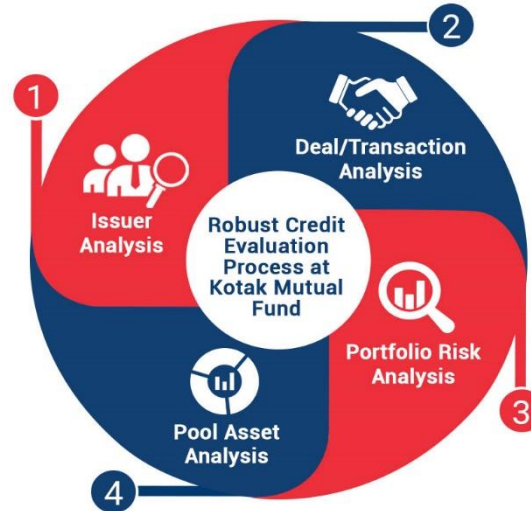 1
Issuer
Analysis
2
Deal/Transaction
Analysis
Robust Credit
Evaluation
Process at
Kotak Mutual
Fund
Portfolio Risk
Analysis
3
Pool Asset
Analysis
4